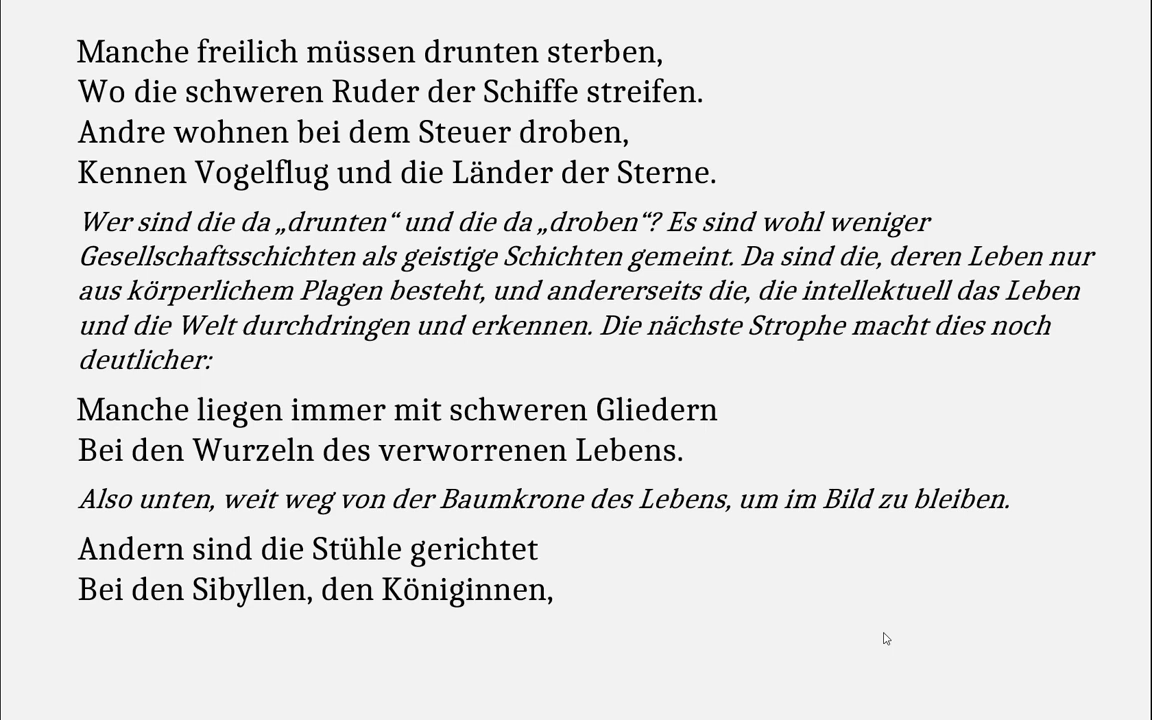 Manche freilich müssen drunten sterben,
Wo die schweren Ruder der Schiffe streifen.
Andre wohnen bei dem Steuer droben,
Kennen Vogelflug und die Länder der Sterne.
Wer sind die da „drunten“ und die da „droben“? Es sind wohl weniger
Gesellschaftsschichten als geistige Schichten gemeint. Da sind die, deren Leben nur
aus körperlichem Plagen besteht, und andererseits die, die intellektuell das Leben
und die Welt durchdringen und erkennen. Die nächste Strophe macht dies noch
deutlicher:
Manche liegen immer mit schweren Gliedern
Bei den Wurzeln des verworrenen Lebens.
Also unten, weit weg von der Baumkrone des Lebens, um im Bild zu bleiben.
Andern sind die Stühle gerichtet
Bei den Sibyllen, den Königinnen,